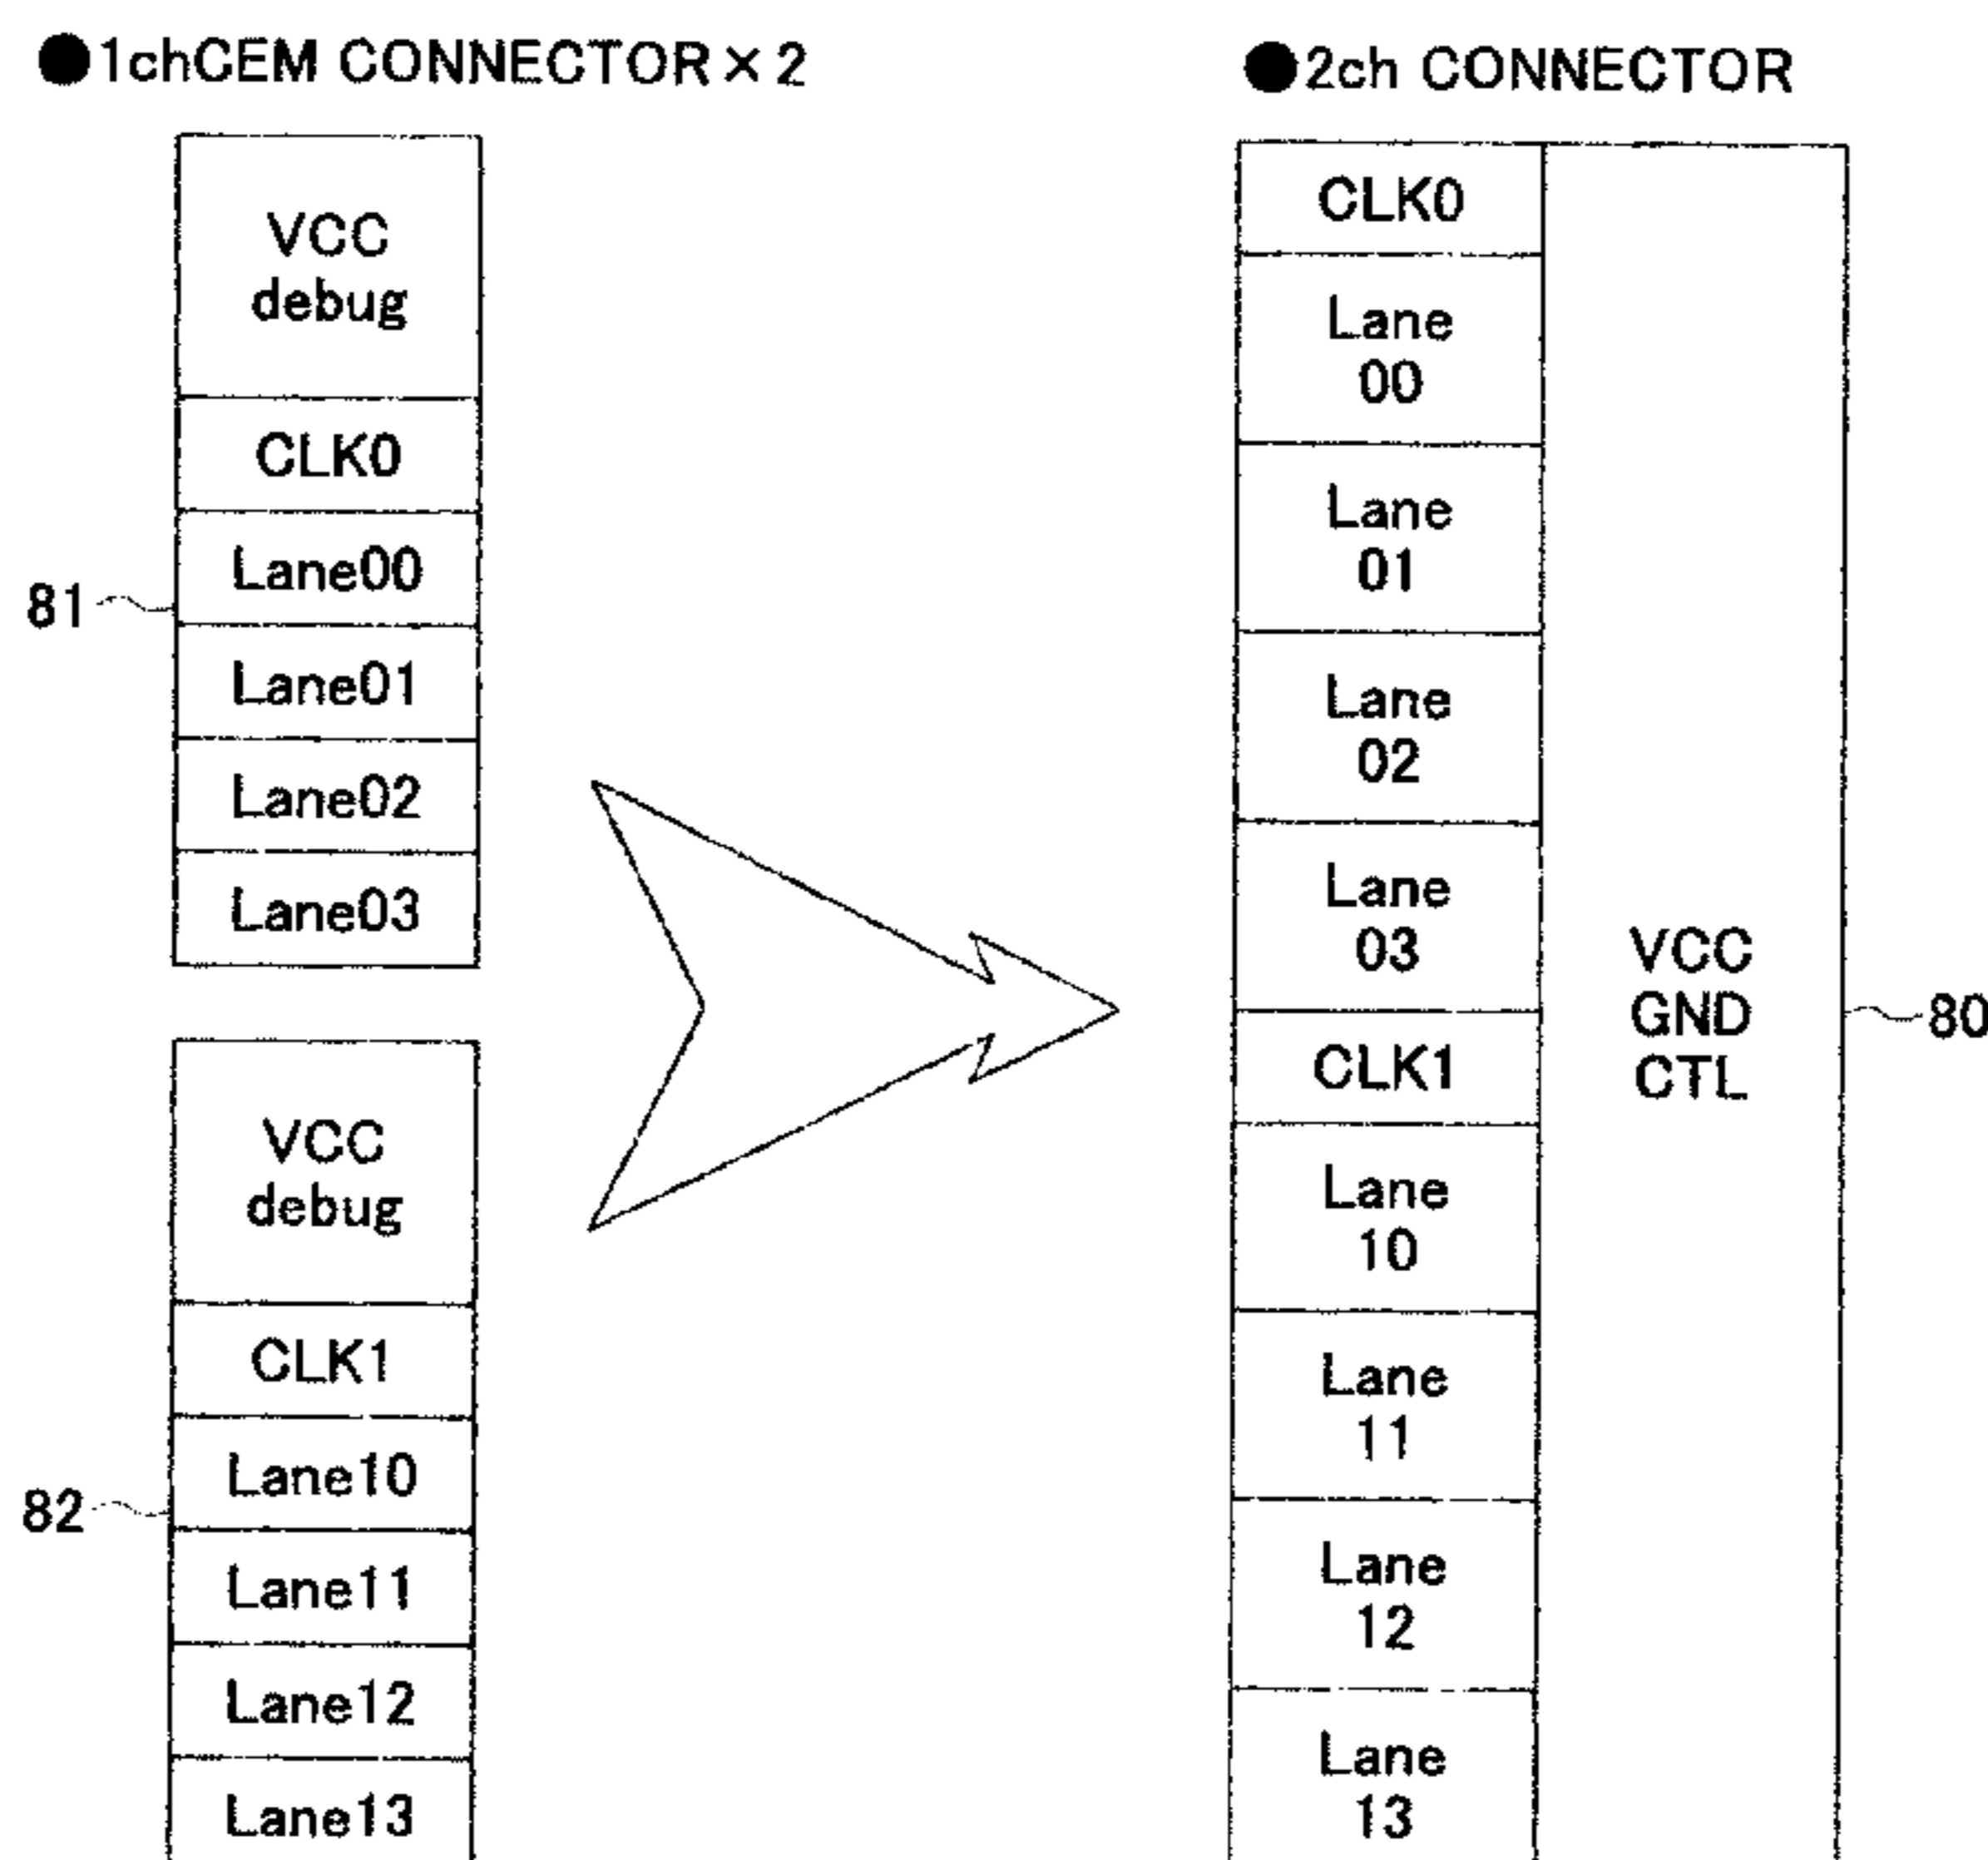 ●1chCEM CONNECTOR×2
VCC
debug
CLK0
Lane00
81
Lane01
Lane02
Lane03
VCC
debug
CLK1
Lane10
82
Lane11
Lane12
Lane13
●2ch CONNECTOR
CLK0
Lane
00
Lane
01
Lane
02
Lane
03
CLK1
Lane
10
Lane
11
Lane
12
Lane
13
VCC
GND
CTL
80